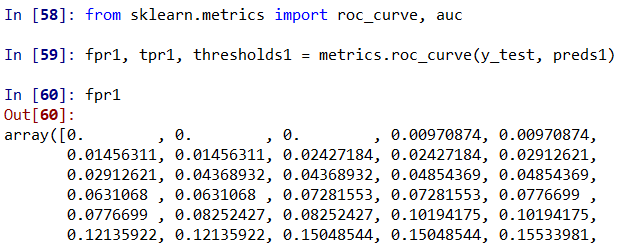 In [58]: from sklearn.metrics import roc_curve, auc
In [59]: fpr1, tpr1, thresholds1 = metrics.roc_curve(y_test, preds1)
In [60]: fpr1
Out[60]:
array([0.        , 0.        , 0.        , 0.00970874, 0.00970874,
       0.01456311, 0.01456311, 0.02427184, 0.02427184, 0.02912621,
       0.02912621, 0.04368932, 0.04368932, 0.04854369, 0.04854369,
       0.0631068 , 0.0631068 , 0.07281553, 0.07281553, 0.0776699 ,
       0.0776699 , 0.08252427, 0.08252427, 0.10194175, 0.10194175,
       0.12135922, 0.12135922, 0.15048544, 0.15048544, 0.15533981,